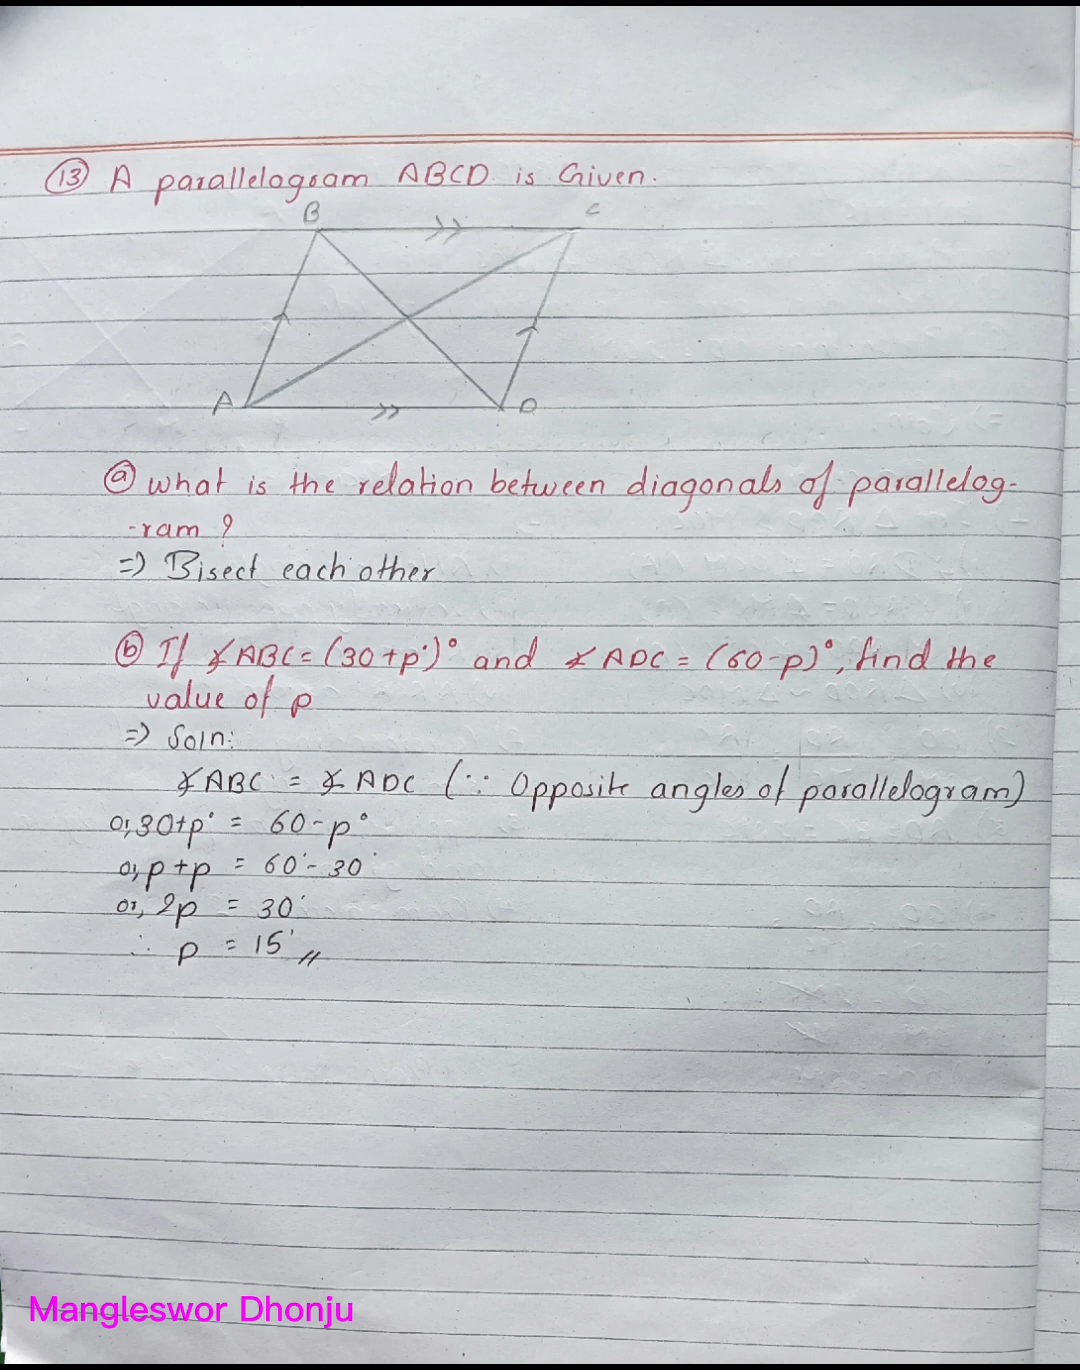 (13) A parallelogram ABCD is Given.
B
C
A
D
(a) what is the relation between diagonals of parallelog-
-ram ?
=) Bisect each other
(b) If ∡ABC = (30+p°)° and ∡ADC = (60-p)°, find the
value of p
=) Soln:
∡ABC = ∡ADC (∵ Opposite angles of parallelogram)
or, 30+p° = 60-p°
or, p+p = 60°-30°
or, 2p = 30°
∴ p = 15°//
Mangleswor Dhonju